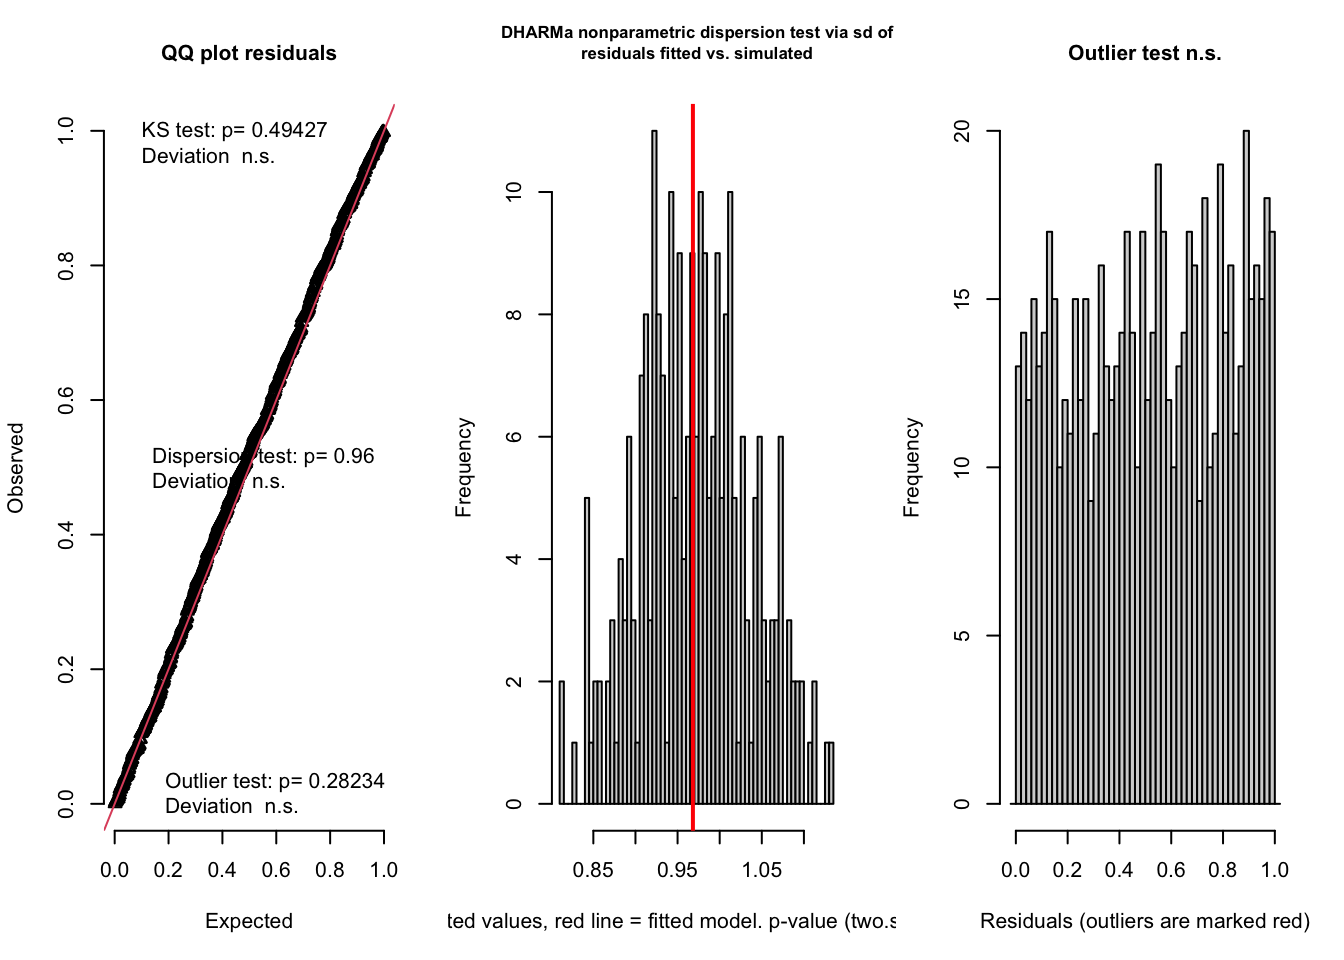 QQ plot residuals
KS test: p= 0.49427
Deviation  n.s.
Dispersion test: p= 0.96
Deviation  n.s.
Outlier test: p= 0.28234
Deviation  n.s.
Observed
0.0 0.2 0.4 0.6 0.8 1.0
0.0 0.2 0.4 0.6 0.8 1.0
Expected
DHARMa nonparametric dispersion test via sd of
residuals fitted vs. simulated
Frequency
0 2 4 6 8 10
0.85 0.95 1.05
ted values, red line = fitted model. p-value (two.s
Outlier test n.s.
Frequency
0 5 10 15 20
0.0 0.2 0.4 0.6 0.8 1.0
Residuals (outliers are marked red)